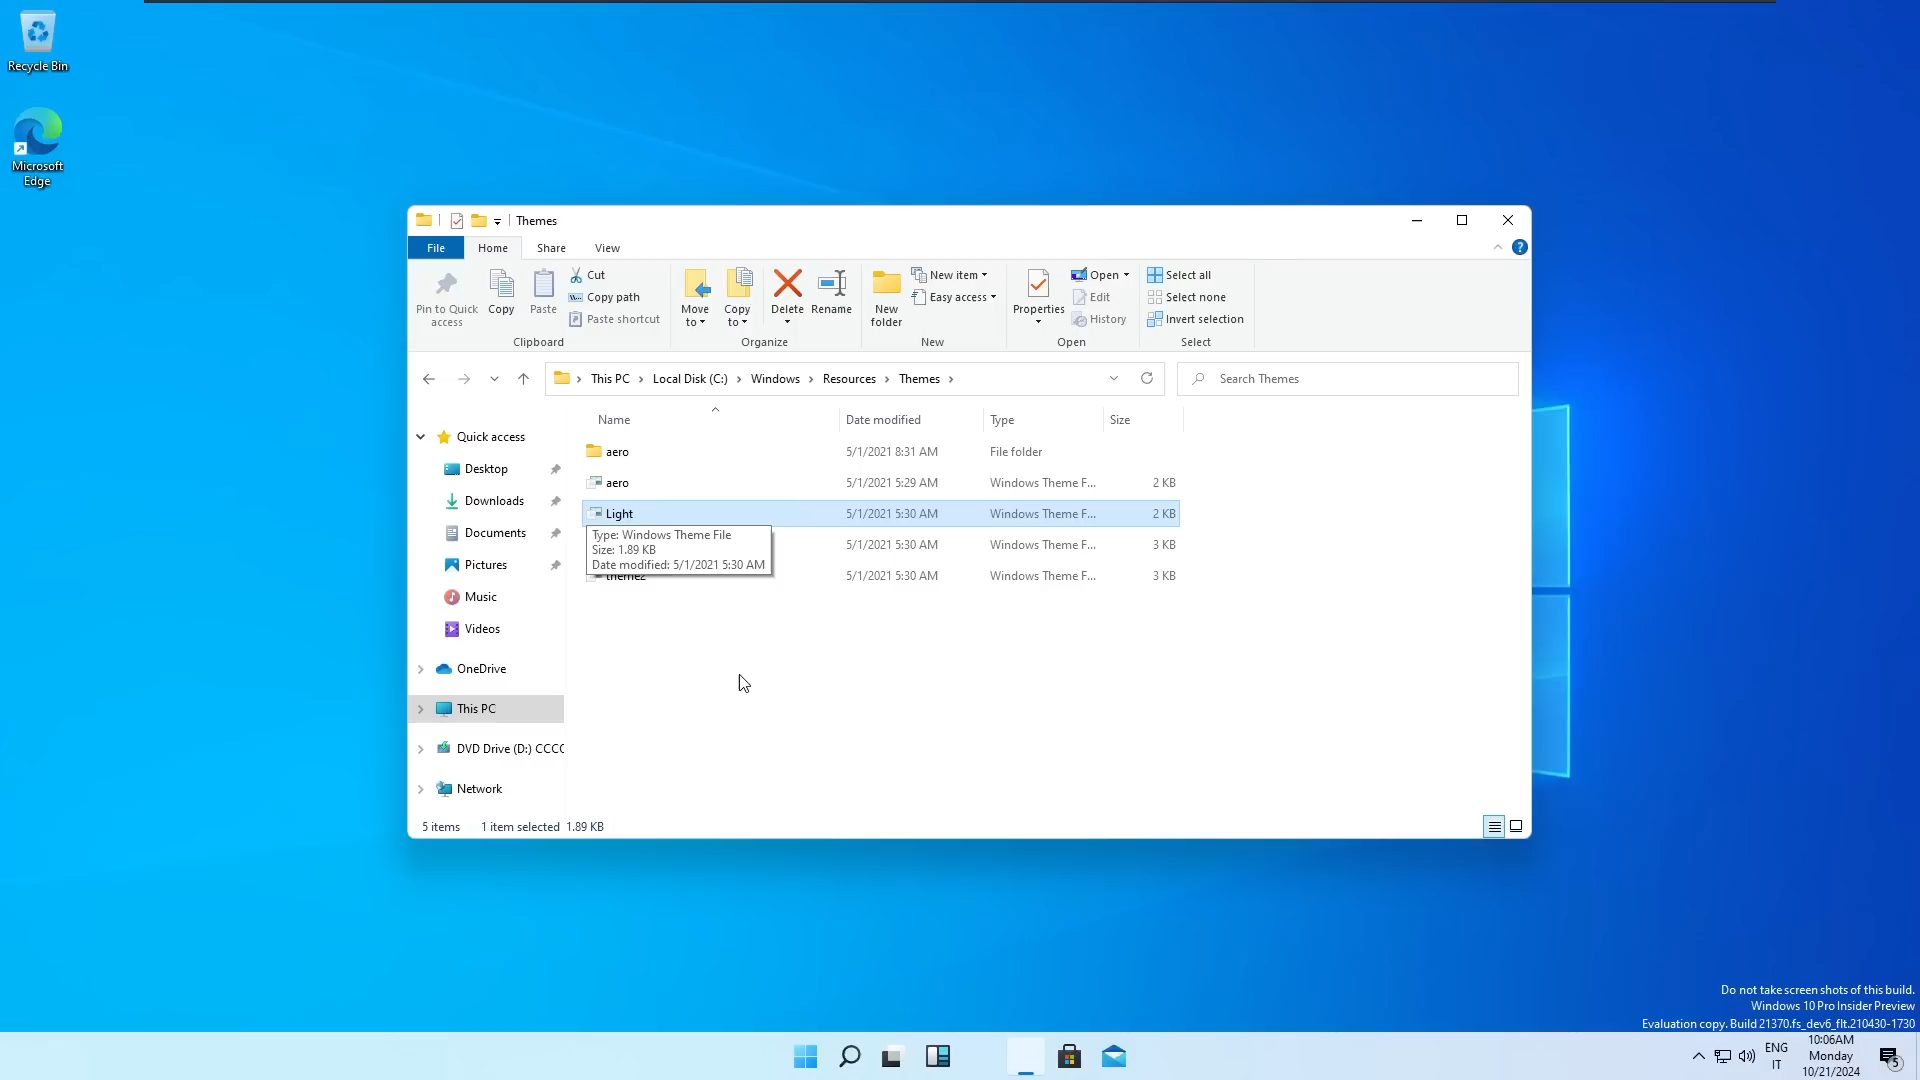 Recycle Bin
Microsoft
Edge
Themes
File
Home
Share
View
?
Pin to Quick
access
Copy
Paste
Cut
Copy path
Paste shortcut
Clipboard
Move
to
Copy
to
Delete
Rename
Organize
New
folder
New item
Easy access
New
Properties
Open
Edit
History
Open
Select all
Select none
Invert selection
Select
This PC
Local Disk (C:)
Windows
Resources
Themes
Search Themes
Name
Date modified
Type
Size
Quick access
Desktop
Downloads
Documents
Pictures
Music
Videos
OneDrive
This PC
DVD Drive (D:) CCC
Network
aero 5/1/2021 8:31 AM File folder
aero 5/1/2021 5:29 AM Windows Theme F... 2 KB
Light 5/1/2021 5:30 AM Windows Theme F... 2 KB
Type: Windows Theme File
Size: 1.89 KB
Date modified: 5/1/2021 5:30 AM
5/1/2021 5:30 AM Windows Theme F... 3 KB
theme2 5/1/2021 5:30 AM Windows Theme F... 3 KB
5 items 1 item selected 1.89 KB
Do not take screen shots of this build.
Windows 10 Pro Insider Preview
Evaluation copy. Build 21370.fs_dev6_flt.210430-1730
ENG
IT
10:06AM
Monday
10/21/2024
5